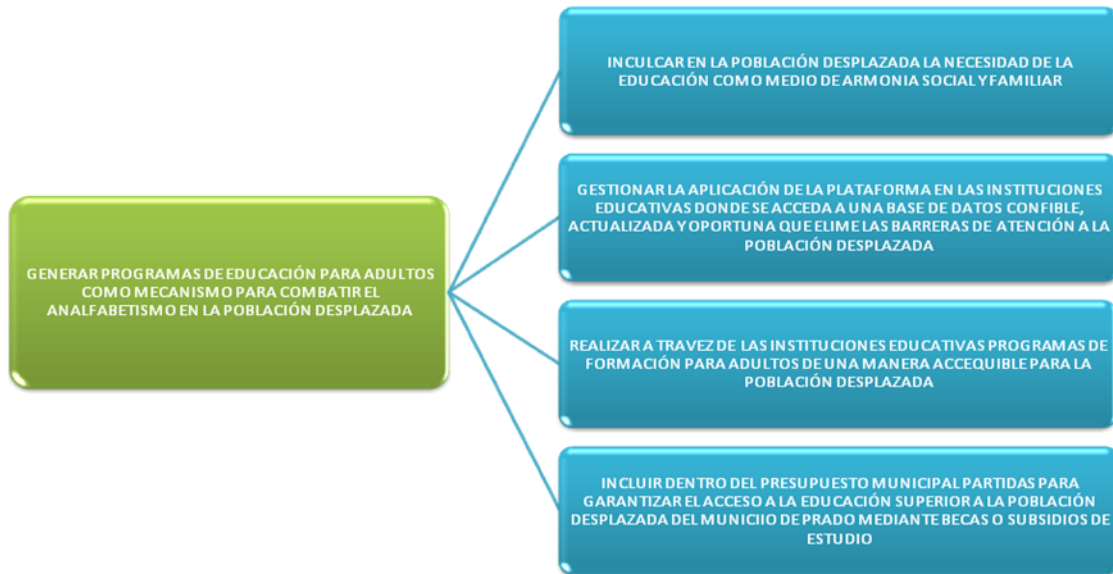 GENERAR PROGRAMAS DE EDUCACIÓN PARA ADULTOS
COMO MECANISMO PARA COMBATIR EL
ANALFABETISMO EN LA POBLACIÓN DESPLAZADA
INCULCAR EN LA POBLACIÓN DESPLAZADA LA NECESIDAD DE LA
EDUCACIÓN COMO MEDIO DE ARMONIA SOCIAL Y FAMILIAR
GESTIONAR LA APLICACIÓN DE LA PLATAFORMA EN LAS INSTITUCIONES
EDUCATIVAS DONDE SE ACCEDA A UNA BASE DE DATOS CONFIBLE,
ACTUALIZADA Y OPORTUNA QUE ELIME LAS BARRERAS DE ATENCIÓN A LA
POBLACIÓN DESPLAZADA
REALIZAR A TRAVEZ DE LAS INSTITUCIONES EDUCATIVAS PROGRAMAS DE
FORMACIÓN PARA ADULTOS DE UNA MANERA ACCEQUIBLE PARA LA
POBLACIÓN DESPLAZADA
INCLUIR DENTRO DEL PRESUPUESTO MUNICIPAL PARTIDAS PARA
GARANTIZAR EL ACCESO A LA EDUCACIÓN SUPERIOR A LA POBLACIÓN
DESPLAZADA DEL MUNICIIO DE PRADO MEDIANTE BECAS O SUBSIDIOS DE
ESTUDIO